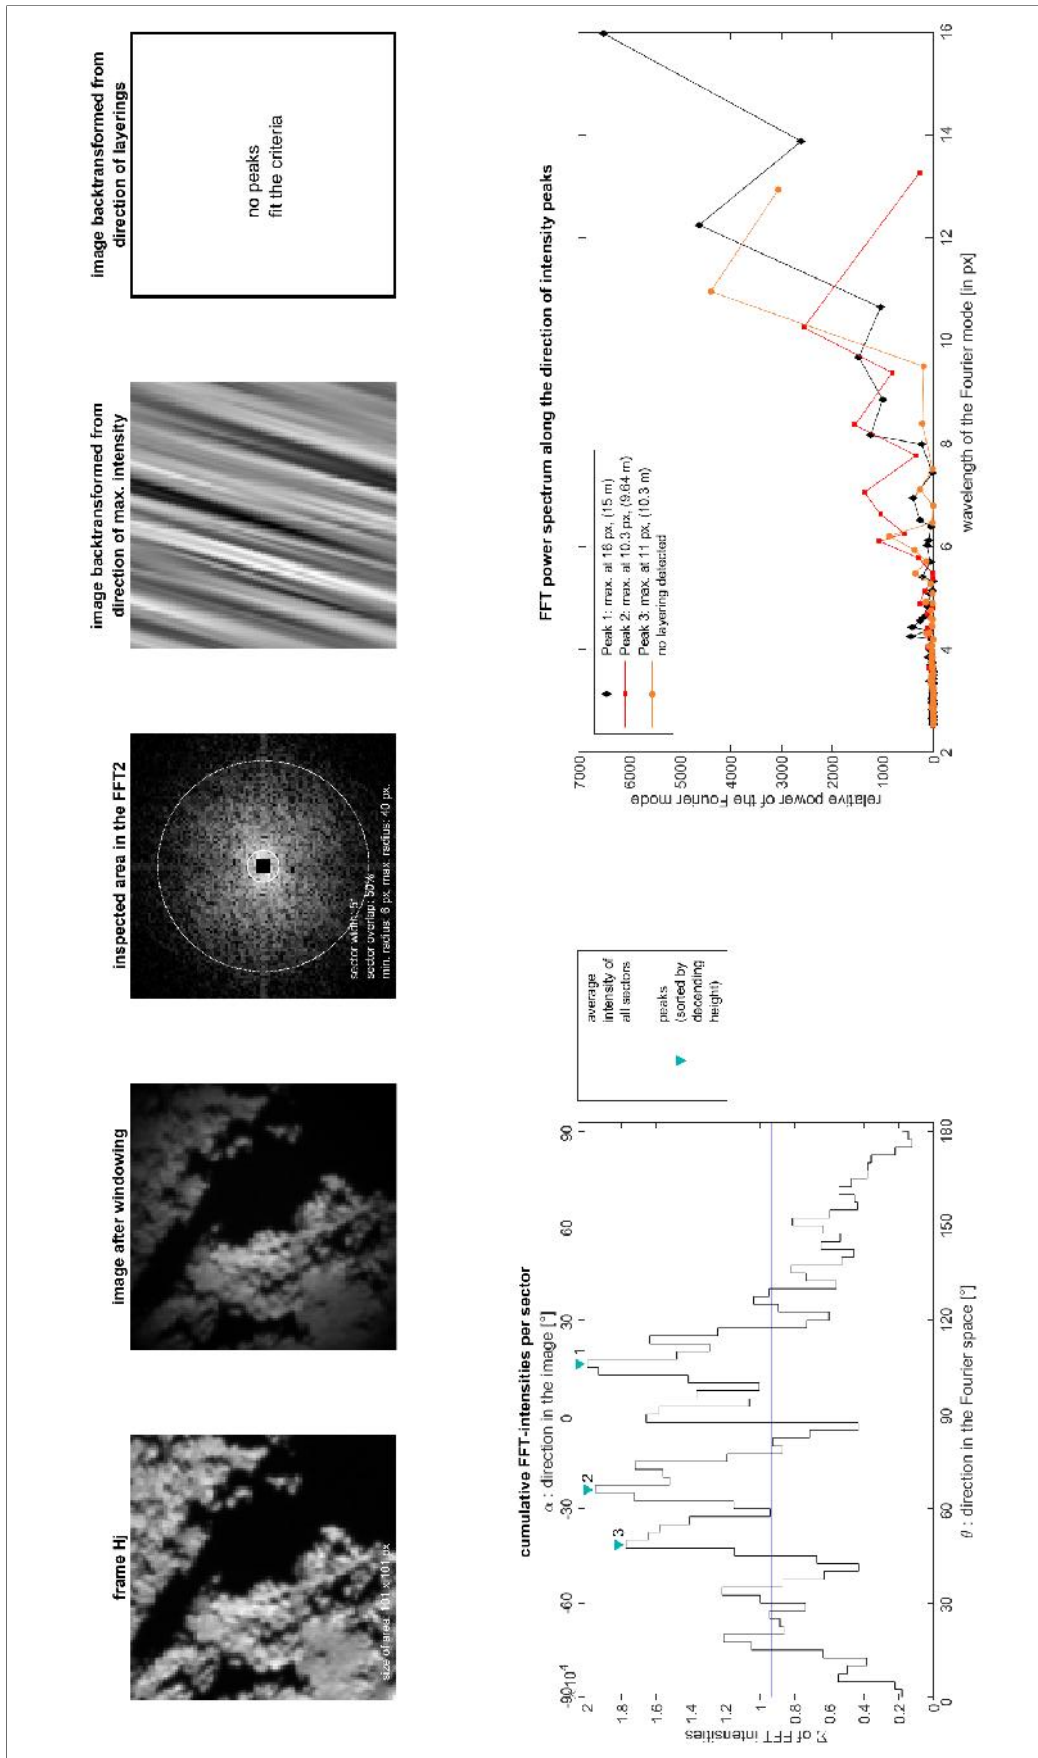 frame Hj
size of area: 101 x 101 px
image after windowing
inspected area in the FFT2
sector width: 5°
sector overlap: 50%
min. radius: 6 px, max. radius: 40 px.
image backtransformed from
direction of max. intensity
image backtransformed from
direction of layerings
no peaks
fit the criteria
cumulative FFT-intensities per sector
α : direction in the image [°]
-90 -60 -30 0 30 60 90
×10⁴
2
1.8
1.6
1.4
1.2
1
0.8
0.6
0.4
0.2
0
Σ of FFT intensities
3
2
1
0 30 60 90 120 150 180
θ : direction in the Fourier space [°]
average
intensity of
all sectors
peaks
(sorted by
decending
height)
FFT power spectrum along the direction of intensity peaks
7000
6000
5000
4000
3000
2000
1000
0
relative power of the Fourier mode
Peak 1: max. at 16 px, (15 m)
Peak 2: max. at 10.3 px, (9.64 m)
Peak 3: max. at 11 px, (10.3 m)
no layering detected
2 4 6 8 10 12 14 16
wavelength of the Fourier mode [in px]